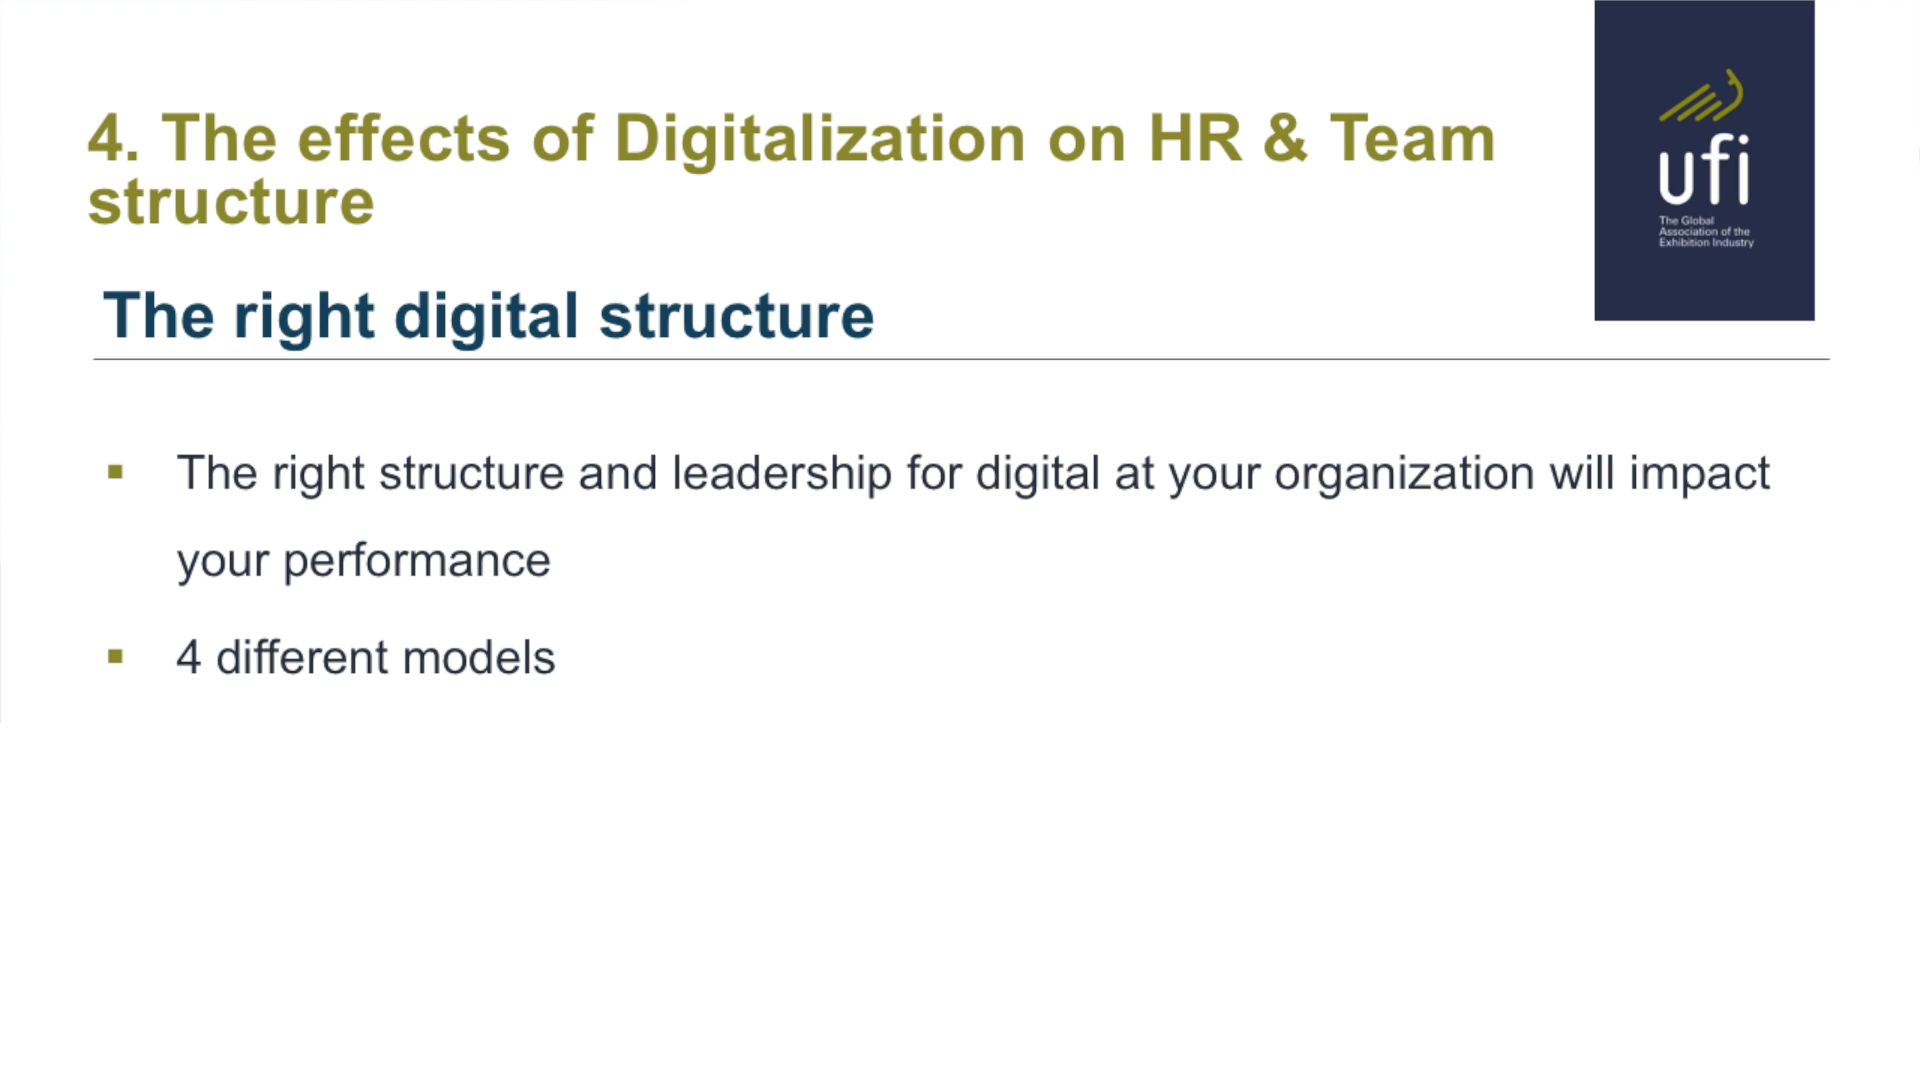 4. The effects of Digitalization on HR & Team
structure
ufi
The Global
Association of the
Exhibition Industry
The right digital structure
▪ The right structure and leadership for digital at your organization will impact
your performance
▪ 4 different models